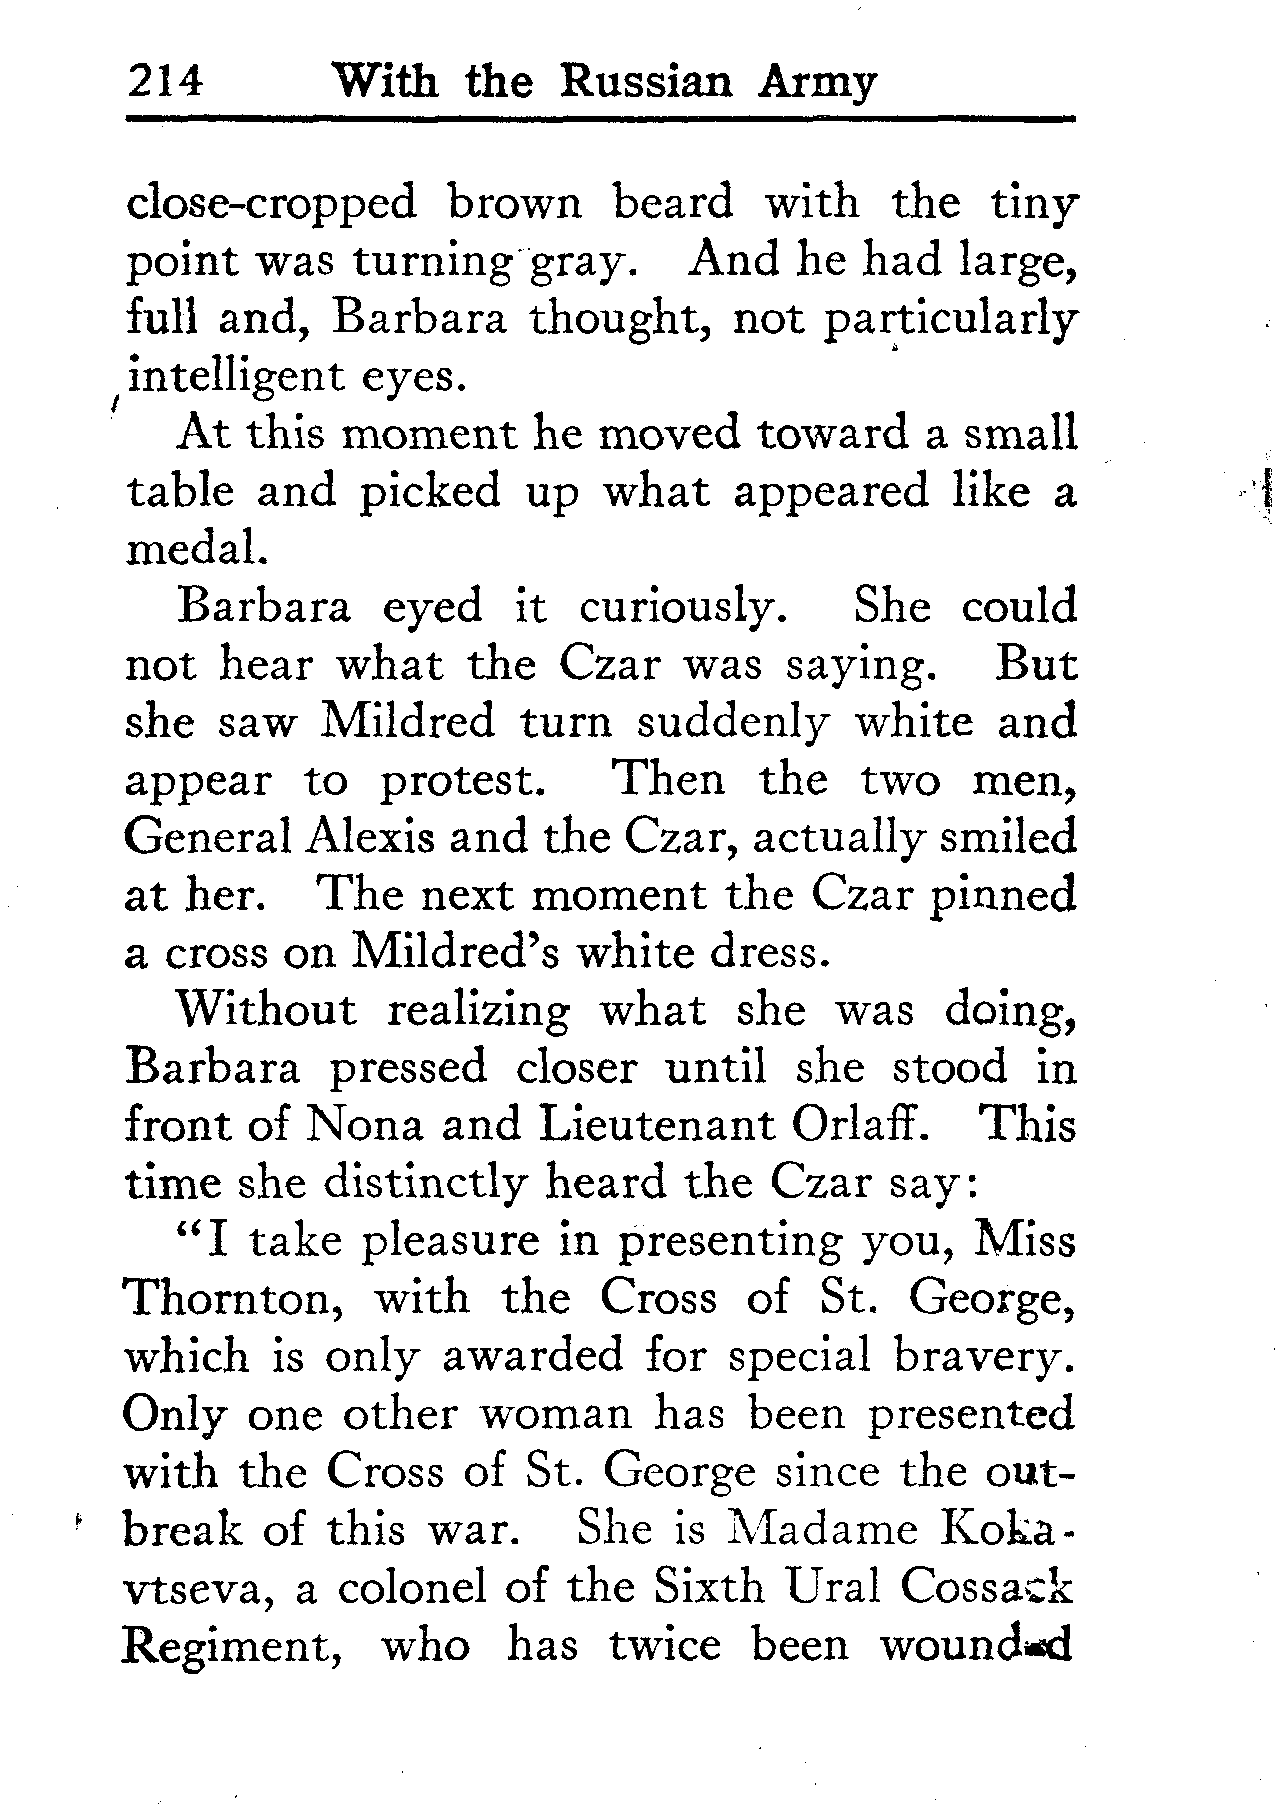 214 With the Russian Army
close-cropped brown beard with the tiny
point was turning gray. And he had large,
full and, Barbara thought, not particularly
intelligent eyes.
At this moment he moved toward a small
table and picked up what appeared like a
medal.
Barbara eyed it curiously. She could
not hear what the Czar was saying. But
she saw Mildred turn suddenly white and
appear to protest. Then the two men,
General Alexis and the Czar, actually smiled
at her. The next moment the Czar pinned
a cross on Mildred's white dress.
Without realizing what she was doing,
Barbara pressed closer until she stood in
front of Nona and Lieutenant Orlaff. This
time she distinctly heard the Czar say:
"I take pleasure in presenting you, Miss
Thornton, with the Cross of St. George,
which is only awarded for special bravery.
Only one other woman has been presented
with the Cross of St. George since the out-
break of this war. She is Madame Koka-
vtseva, a colonel of the Sixth Ural Cossack
Regiment, who has twice been wounded